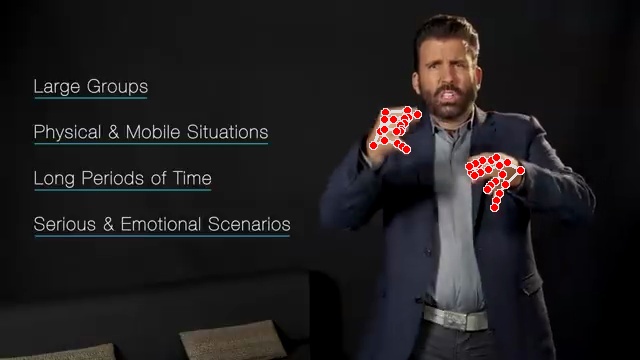 Large Groups
Physical & Mobile Situations
Long Periods of Time
Serious & Emotional Scenarios